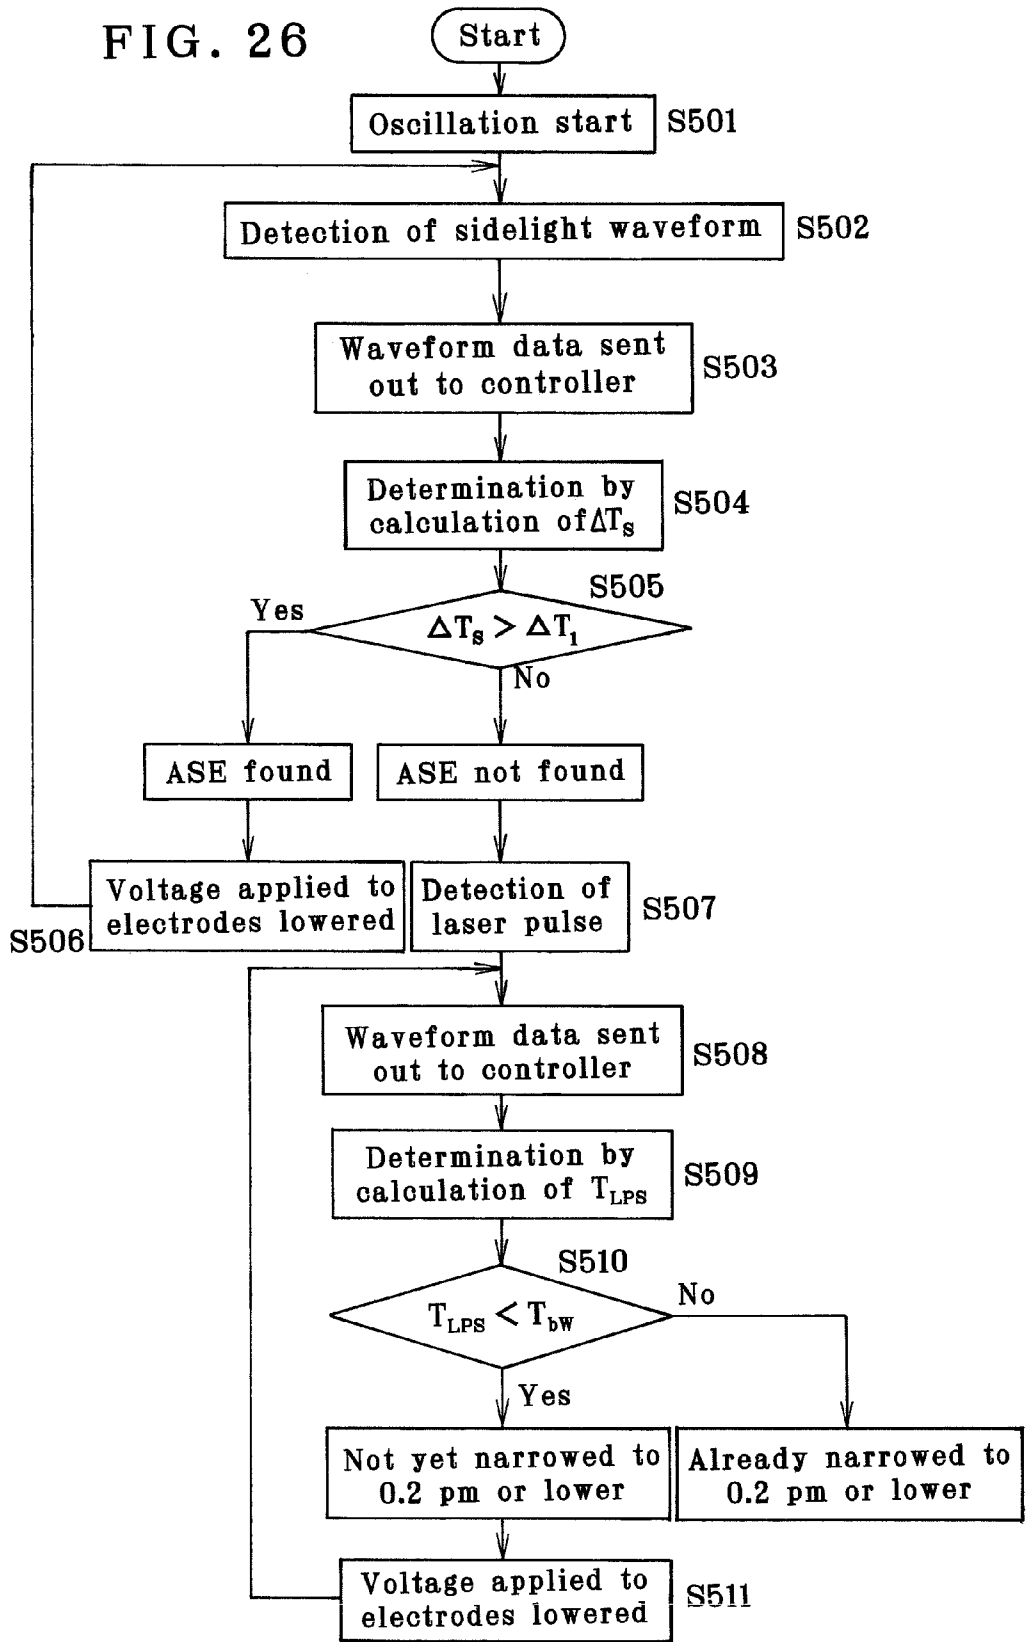 FIG. 26
Start
Oscillation start
S501
Detection of sidelight waveform
S502
Waveform data sent
out to controller
S503
Determination by
calculation of ΔTs
S504
S505
Yes
ΔTs > ΔT1
No
ASE found
ASE not found
Voltage applied to
electrodes lowered
S506
Detection of
laser pulse
S507
Waveform data sent
out to controller
S508
Determination by
calculation of TLPS
S509
S510
No
TLPS < Tbw
Yes
Not yet narrowed to
0.2 pm or lower
Already narrowed to
0.2 pm or lower
Voltage applied to
electrodes lowered
S511